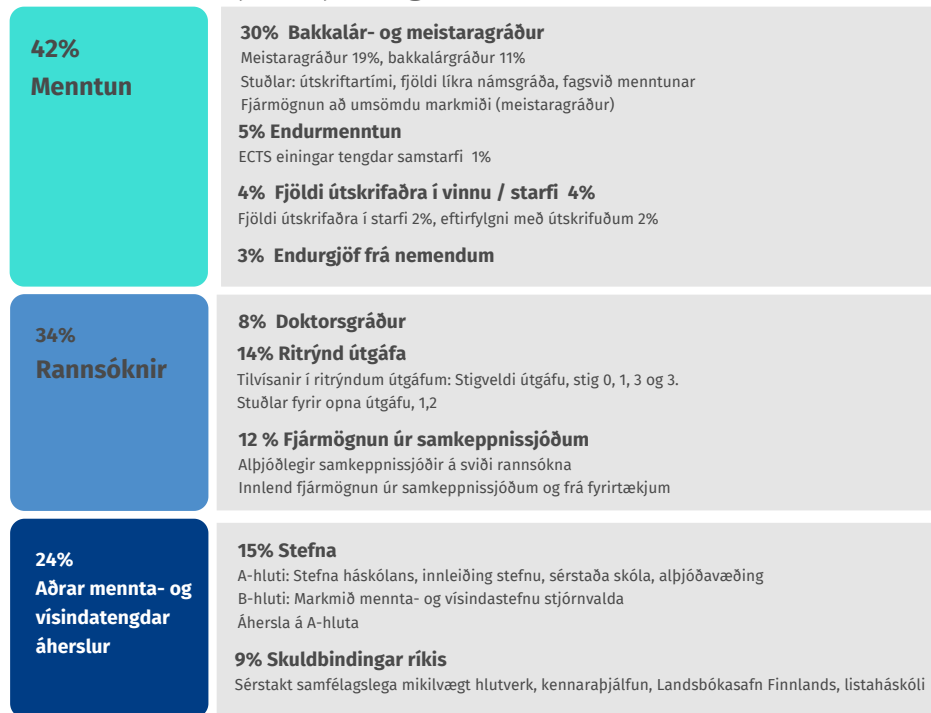 42%
Menntun
30% Bakkalár- og meistaragráður
Meistaragráður 19%, bakkalárgráður 11%
Stuðlar: útskriftartími, fjöldi líkra námsgráða, fagsvið menntunar
Fjármögnun að umsömdu markmiði (meistaragráður)
5% Endurmenntun
ECTS einingar tengdar samstarfi 1%
4% Fjöldi útskrifaðra í vinnu / starfi 4%
Fjöldi útskrifaðra í starfi 2%, eftirfylgni með útskrifuðum 2%
3% Endurgjöf frá nemendum
34%
Rannsóknir
8% Doktorsgráður
14% Ritrýnd útgáfa
Tilvísanir í ritrýndum útgáfum: Stigveldi útgáfu, stig 0, 1, 3 og 3.
Stuðlar fyrir opna útgáfu, 1,2
12 % Fjármögnun úr samkeppnissjóðum
Alþjóðlegir samkeppnissjóðir á sviði rannsókna
Innlend fjármögnun úr samkeppnissjóðum og frá fyrirtækjum
24%
Aðrar mennta- og
vísindatengdar
áherslur
15% Stefna
A-hluti: Stefna háskólans, innleiðing stefnu, sérstaða skóla, alþjóðavæðing
B-hluti: Markmið mennta- og vísindastefnu stjórnvalda
Áhersla á A-hluta
9% Skuldbindingar ríkis
Sérstakt samfélagslega mikilvægt hlutverk, kennaraþjálfun, Landsbókasafn Finnlands, listaháskóli